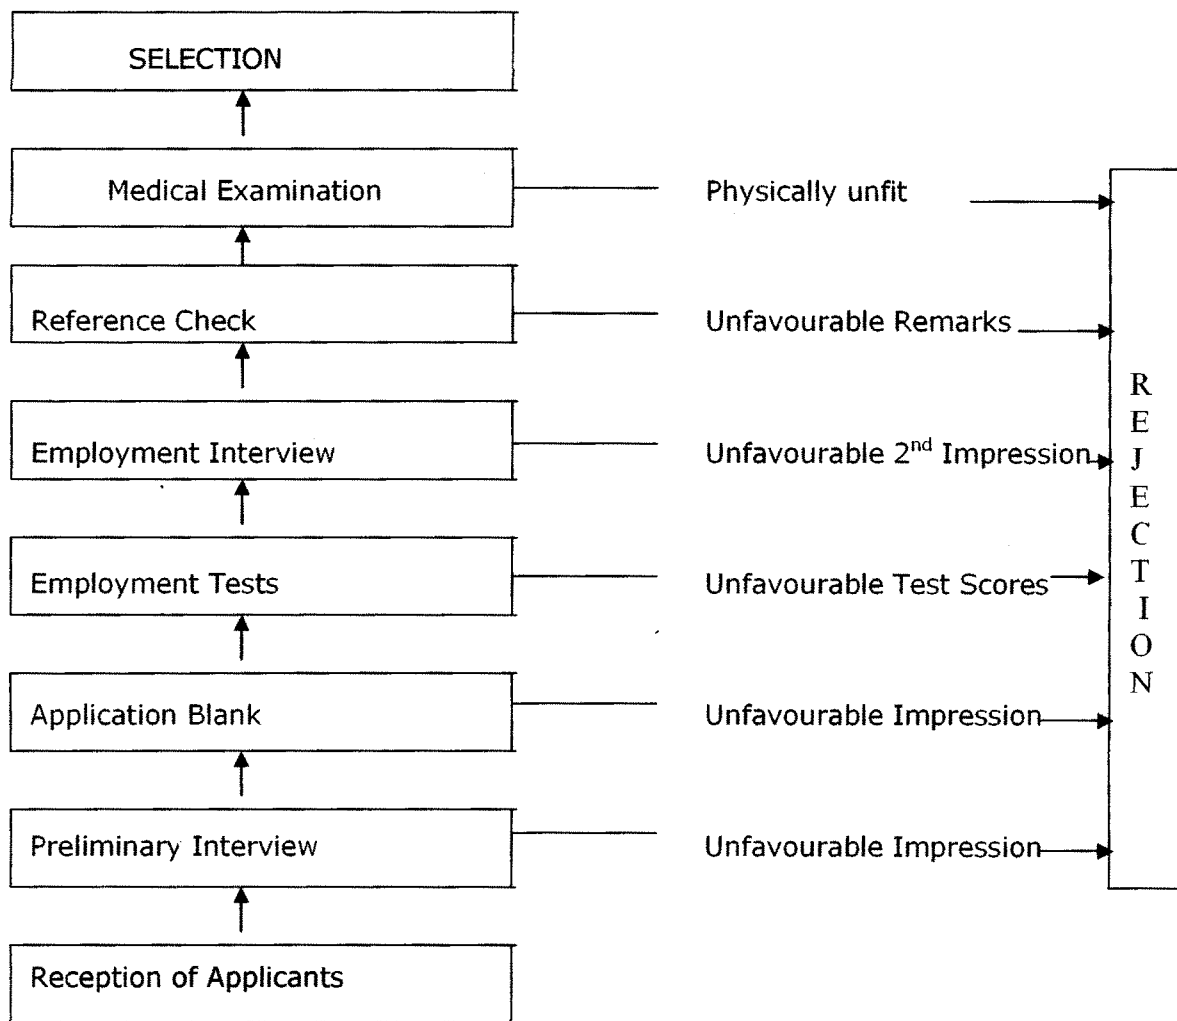 SELECTION
Medical Examination
Physically unfit
Reference Check
Unfavourable Remarks
Employment Interview
Unfavourable 2nd Impression
Employment Tests
Unfavourable Test Scores
Application Blank
Unfavourable Impression
Preliminary Interview
Unfavourable Impression
Reception of Applicants
REJECTION